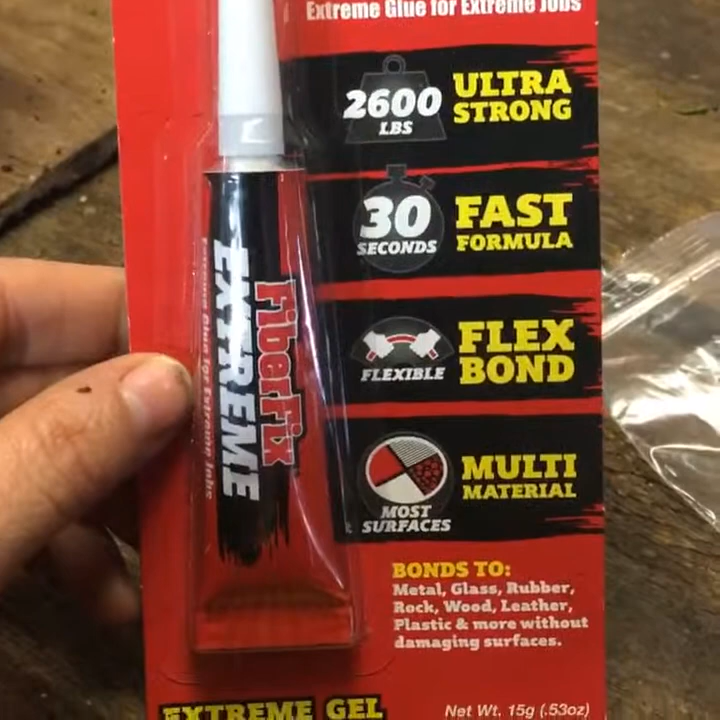 Extreme Glue for Extreme Jobs
2600
LBS
ULTRA
STRONG
30
SECONDS
FAST
FORMULA
FiberFix
EXTREME
Extreme Glue for Extreme Jobs
FLEXIBLE
FLEX
BOND
MOST
SURFACES
MULTI
MATERIAL
BONDS TO:
Metal, Glass, Rubber,
Rock, Wood, Leather,
Plastic & more without
damaging surfaces.
EXTREME GEL
Net Wt. 15g (.53oz)